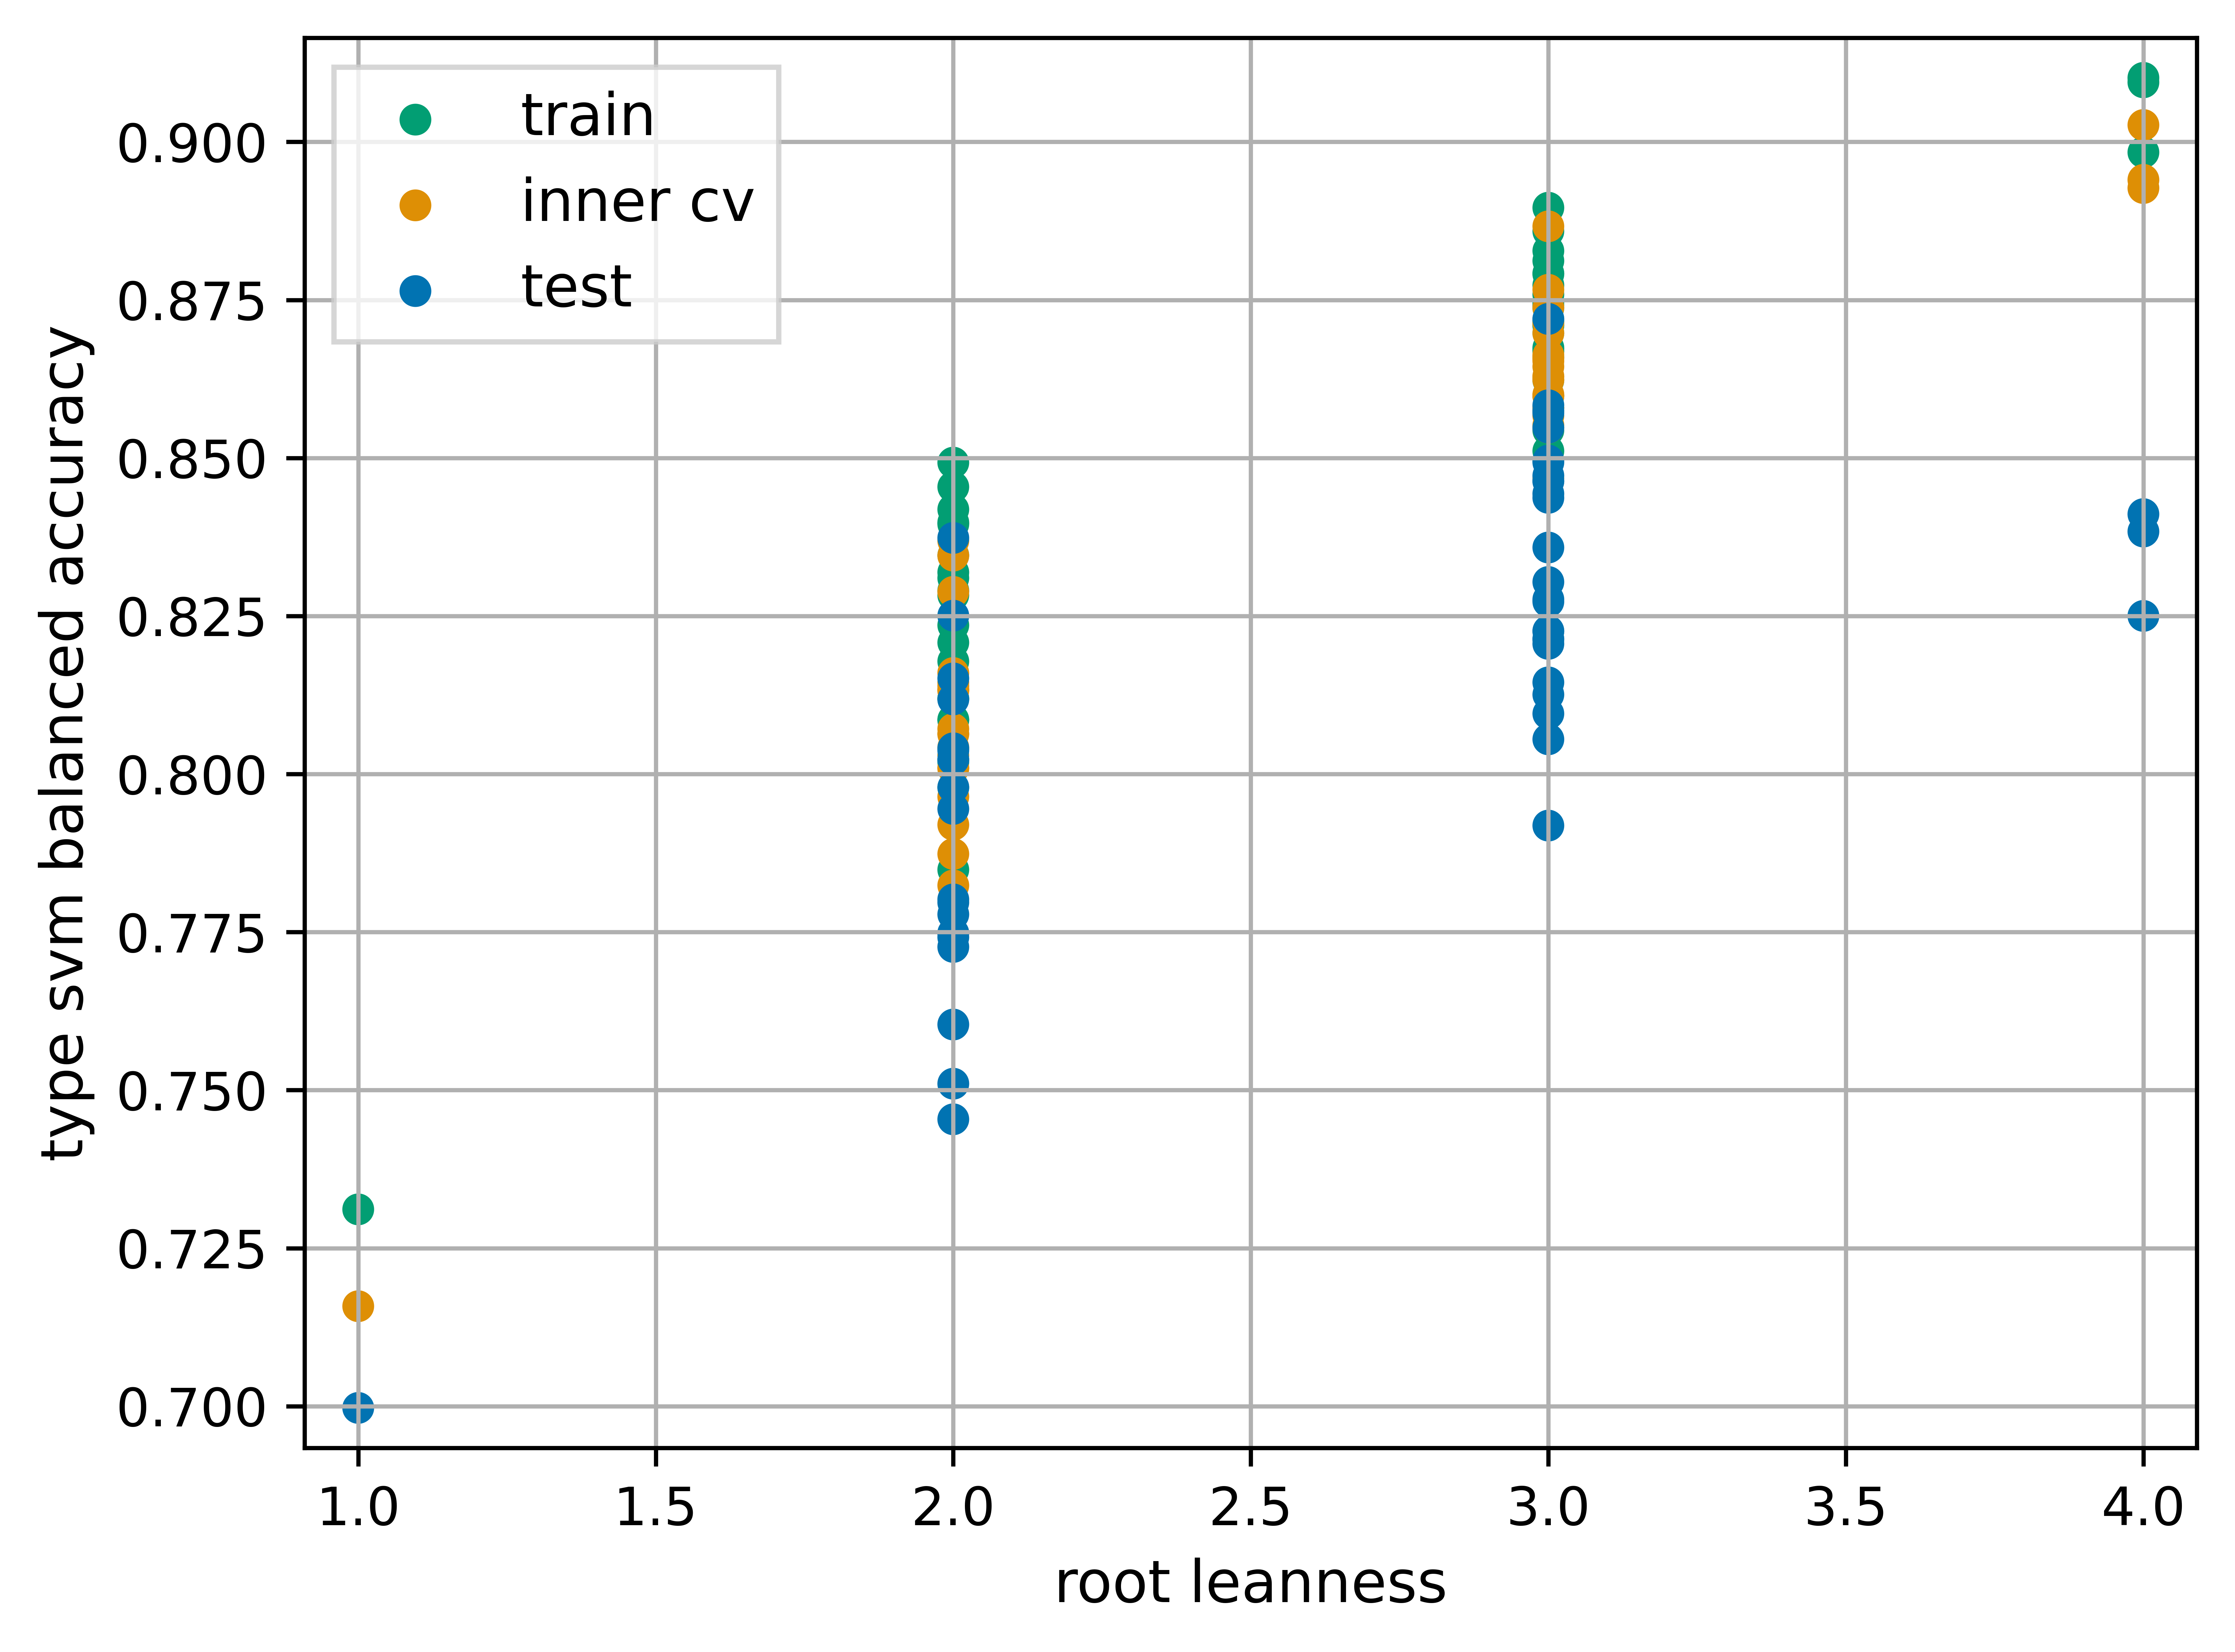 train
inner cv
test
0.900
0.875
0.850
0.825
0.800
0.775
0.750
0.725
0.700
type svm balanced accuracy
1.0 1.5 2.0 2.5 3.0 3.5 4.0
root leanness